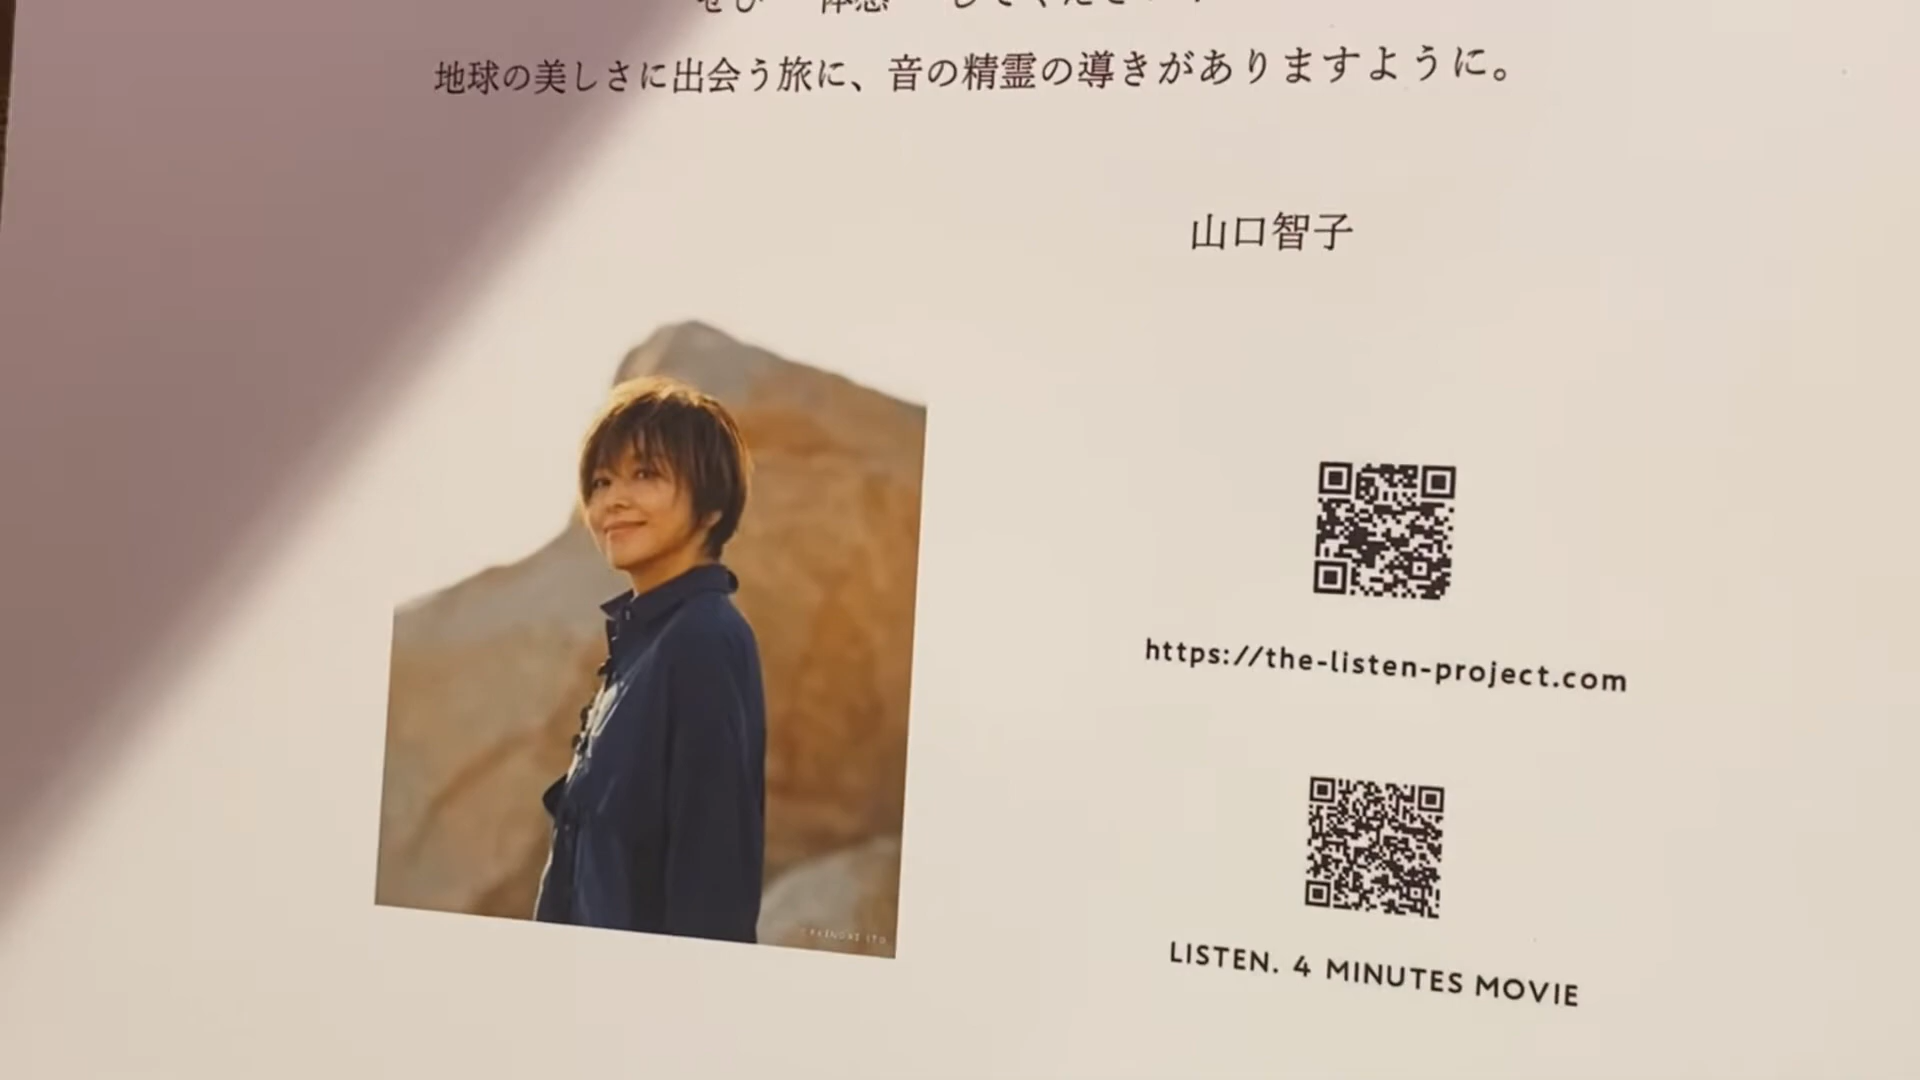 地球の美しさに出会う旅に、音の精霊の導きがありますように。
山口智子
https://the-listen-project.com
LISTEN. 4 MINUTES MOVIE